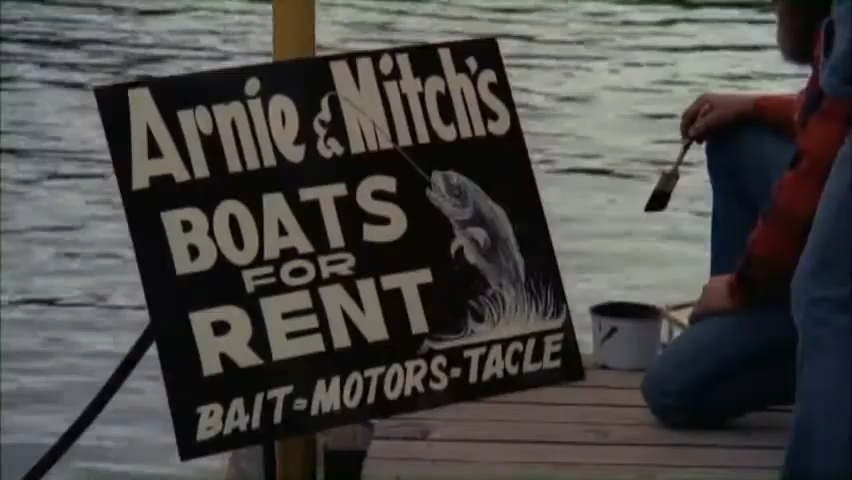 Arnie & Mitch's
BOATS
FOR
RENT
BAIT-MOTORS-TACLE